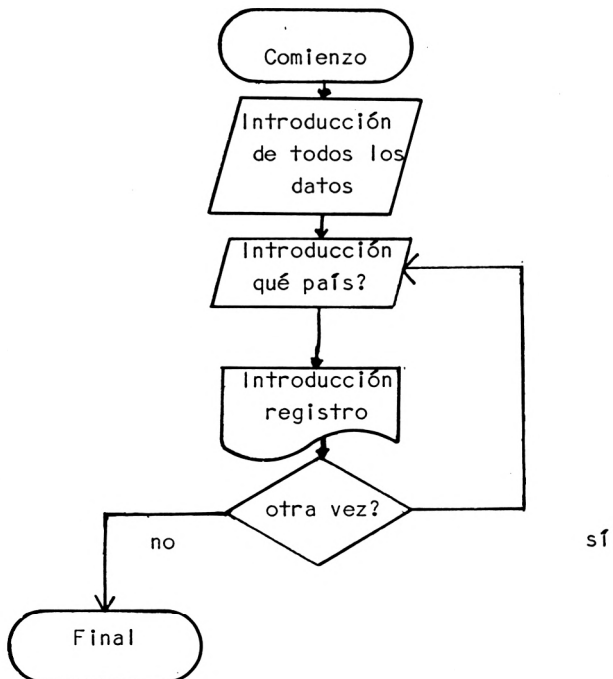 Comienzo
Introducción
de todos los
datos
Introducción
qué país?
Introducción
registro
otra vez?
no
sí
Final